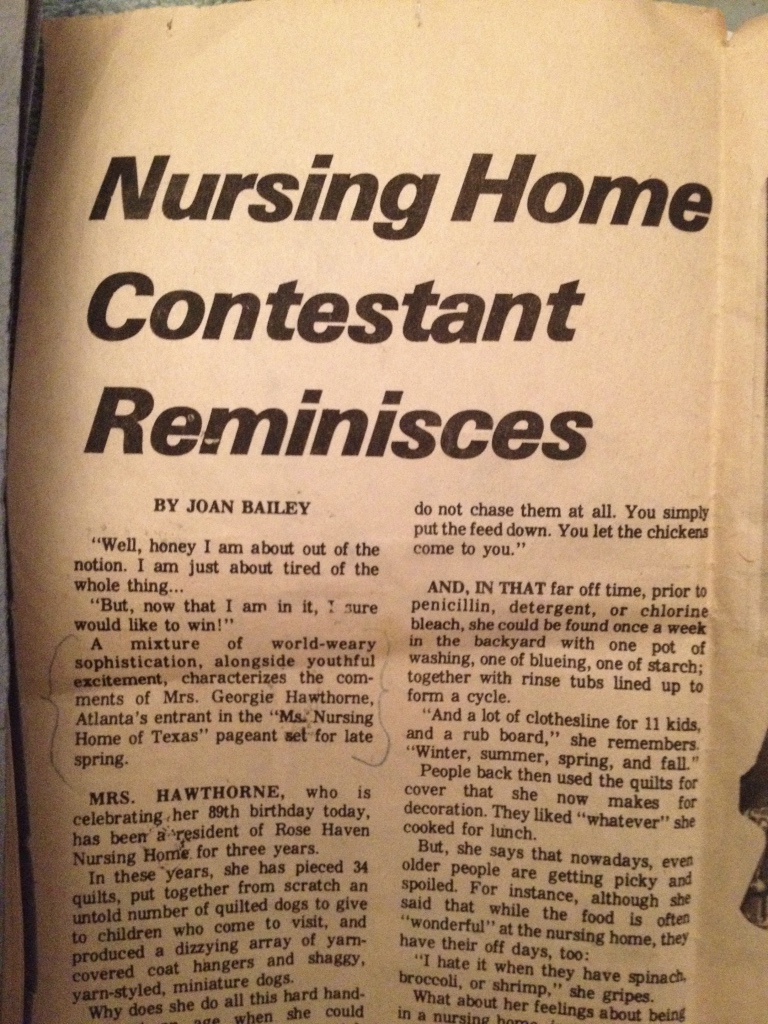 Nursing Home
Contestant
Reminisces
BY JOAN BAILEY
"Well, honey I am about out of the
notion. I am just about tired of the
whole thing...
"But, now that I am in it, I sure
would like to win!"
A mixture of world-weary
sophistication, alongside youthful
excitement, characterizes the com-
ments of Mrs. Georgie Hawthorne,
Atlanta's entrant in the "Ms. Nursing
Home of Texas" pageant set for late
spring.
MRS. HAWTHORNE, who is
celebrating her 89th birthday today,
has been a resident of Rose Haven
Nursing Home for three years.
In these years, she has pieced 34
quilts, put together from scratch an
untold number of quilted dogs to give
to children who come to visit, and
produced a dizzying array of yarn-
covered coat hangers and shaggy,
yarn-styled, miniature dogs.
Why does she do all this hard hand-
age when she could
do not chase them at all. You simply
put the feed down. You let the chickens
come to you."
AND, IN THAT far off time, prior to
penicillin, detergent, or chlorine
bleach, she could be found once a week
in the backyard with one pot of
washing, one of blueing, one of starch;
together with rinse tubs lined up to
form a cycle.
"And a lot of clothesline for 11 kids,
and a rub board," she remembers.
"Winter, summer, spring, and fall."
People back then used the quilts for
cover that she now makes for
decoration. They liked "whatever" she
cooked for lunch.
But, she says that nowadays, even
older people are getting picky and
spoiled. For instance, although she
said that while the food is often
"wonderful" at the nursing home, they
have their off days, too:
"I hate it when they have spinach,
broccoli, or shrimp," she gripes.
What about her feelings about being
in a nursing home